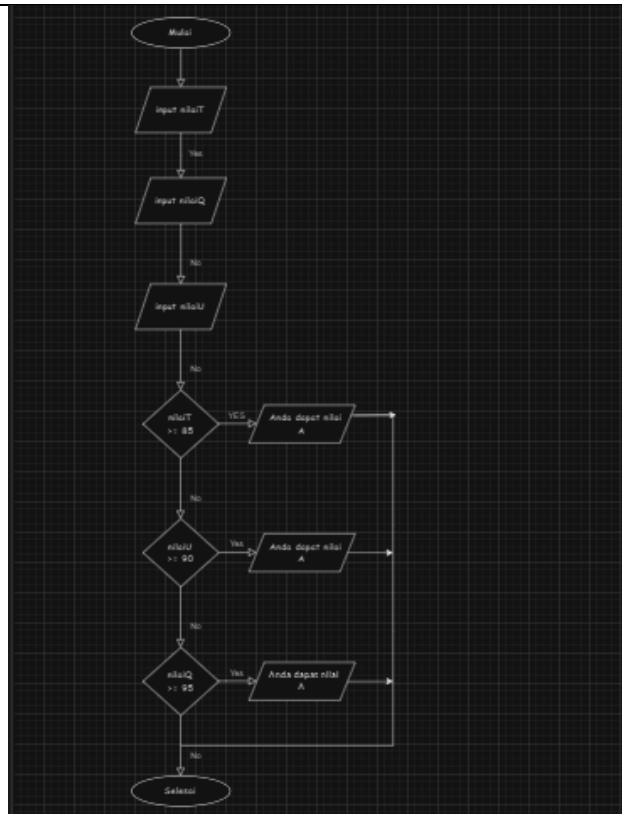 Mulai
input nilaiT
Yes
input nilaiQ
No
input nilaiU
No
nilaiT
>= 85
YES
Anda dapat nilai
A
No
nilaiU
>= 90
Yes
Anda dapat nilai
A
No
nilaiQ
>= 95
Yes
Anda dapat nilai
A
No
Selesai